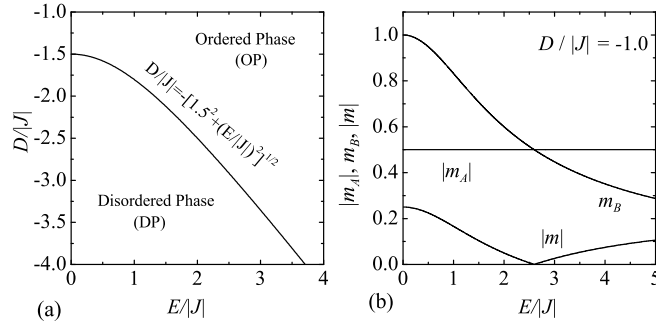 -1.0
-1.5
-2.0
-2.5
-3.0
-3.5
-4.0
D/|J|
Ordered Phase
(OP)
D/|J|=-[1.5²+(E/|J|)²]^1/2
Disordered Phase
(DP)
0 1 2 3 4
(a) E/|J|
1.0
0.8
0.6
0.4
0.2
0.0
|m_A|, m_B, |m|
D / |J| = -1.0
|m_A|
m_B
|m|
0 1 2 3 4 5
(b) E/|J|